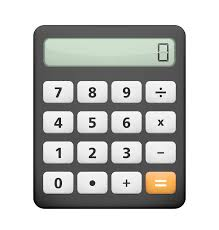 0
7 8 9 ÷
4 5 6 x
1 2 3 −
0 • + =